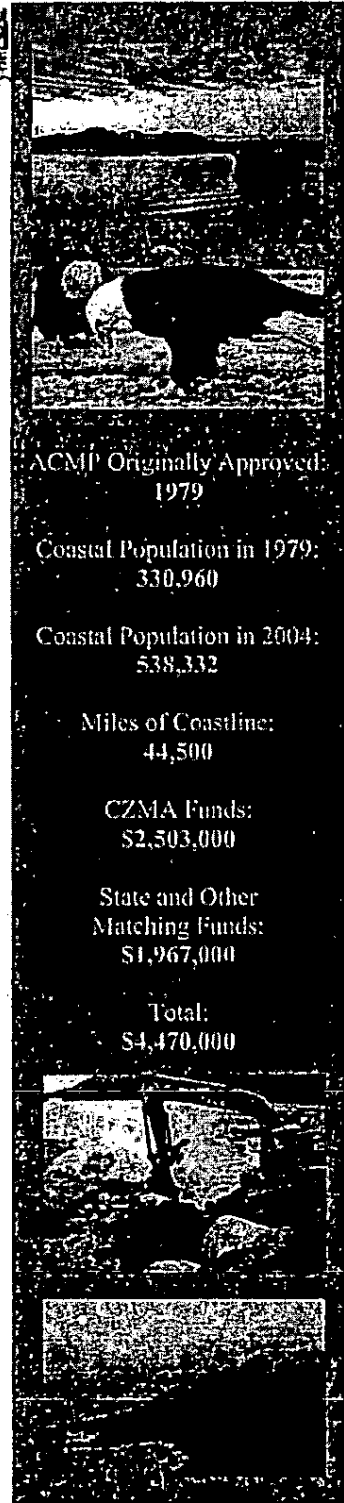 ACMP Originally Approved:
1979
Coastal Population in 1979:
330,960
Coastal Population in 2004:
538,332
Miles of Coastline:
44,500
CZMA Funds:
$2,503,000
State and Other
Matching Funds:
$1,967,000
Total:
$4,470,000